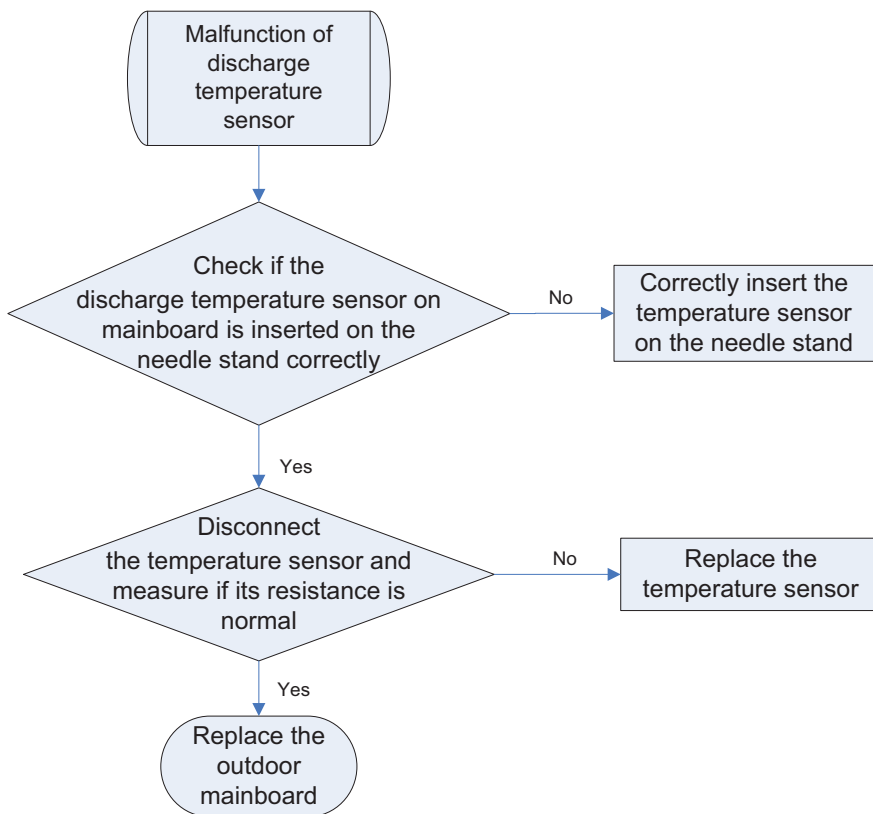 Malfunction of
discharge
temperature
sensor
Check if the
discharge temperature sensor on
mainboard is inserted on the
needle stand correctly
No
Correctly insert the
temperature sensor
on the needle stand
Yes
Disconnect
the temperature sensor and
measure if its resistance is
normal
No
Replace the
temperature sensor
Yes
Replace the
outdoor
mainboard